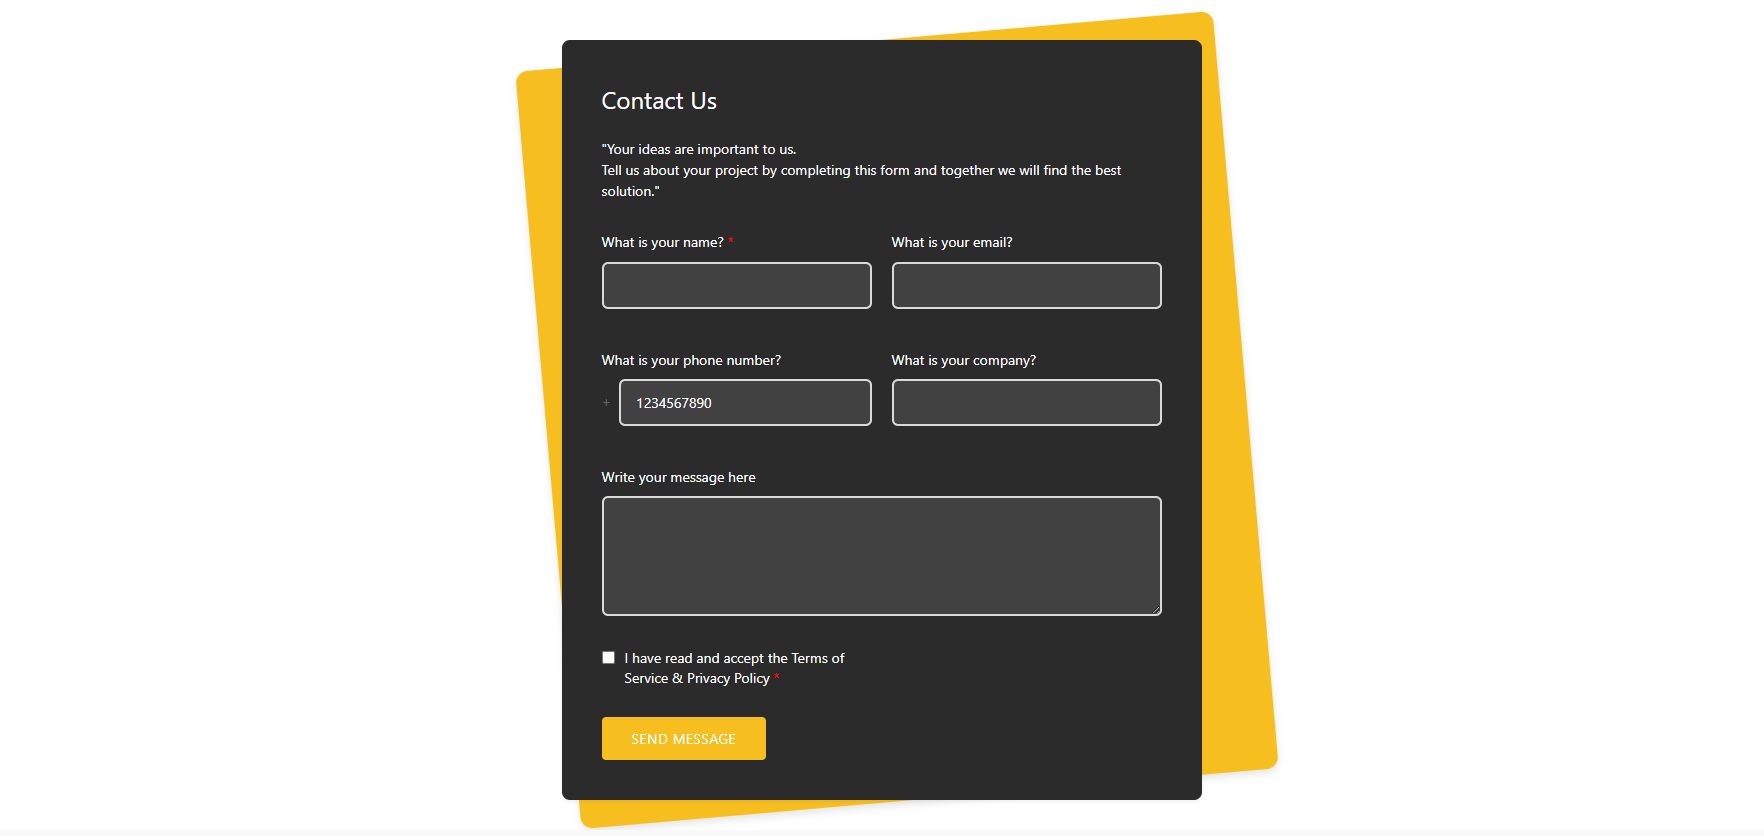 Contact Us
"Your ideas are important to us.
Tell us about your project by completing this form and together we will find the best
solution."
What is your name? *
What is your email?
What is your phone number?
What is your company?
+ 1234567890
Write your message here
I have read and accept the Terms of
Service & Privacy Policy *
SEND MESSAGE